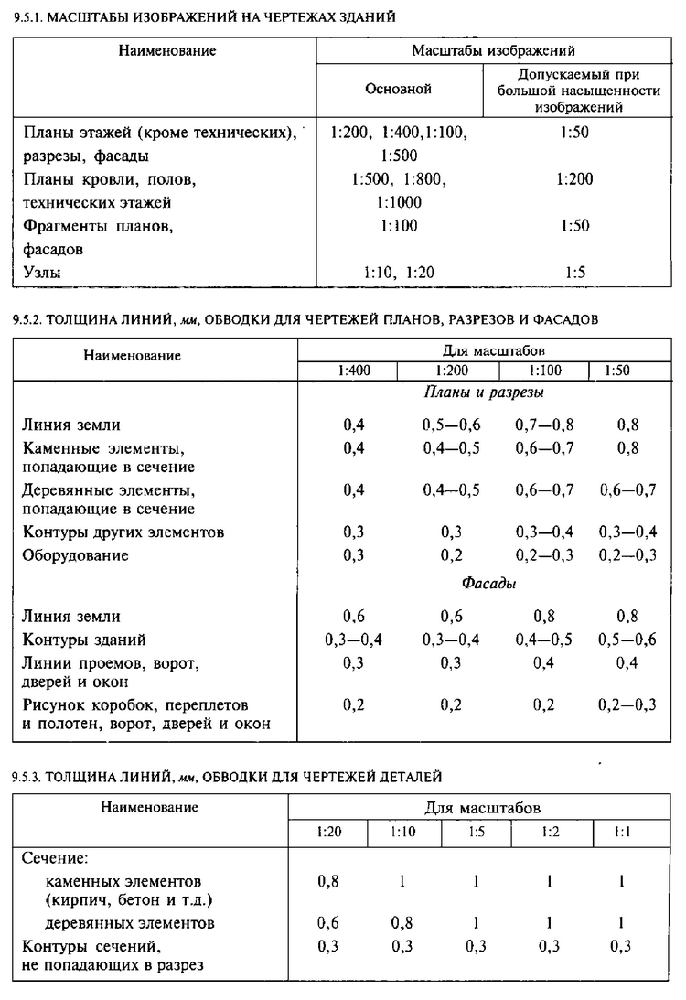 9.5.1. МАСШТАБЫ ИЗОБРАЖЕНИЙ НА ЧЕРТЕЖАХ ЗДАНИЙ
Наименование Масштабы изображений
Основной Допускаемый при большой насыщенности изображений
Планы этажей (кроме технических), 1:200, 1:400,1:100, 1:50
разрезы, фасады 1:500
Планы кровли, полов, 1:500, 1:800, 1:200
технических этажей 1:1000
Фрагменты планов, 1:100 1:50
фасадов
Узлы 1:10, 1:20 1:5
9.5.2. ТОЛЩИНА ЛИНИЙ, мм, ОБВОДКИ ДЛЯ ЧЕРТЕЖЕЙ ПЛАНОВ, РАЗРЕЗОВ И ФАСАДОВ
Наименование Для масштабов
1:400 1:200 1:100 1:50
Планы и разрезы
Линия земли 0,4 0,5—0,6 0,7—0,8 0,8
Каменные элементы, 0,4 0,4—0,5 0,6—0,7 0,8
попадающие в сечение
Деревянные элементы, 0,4 0,4—0,5 0,6—0,7 0,6—0,7
попадающие в сечение
Контуры других элементов 0,3 0,3 0,3—0,4 0,3—0,4
Оборудование 0,3 0,2 0,2—0,3 0,2—0,3
Фасады
Линия земли 0,6 0,6 0,8 0,8
Контуры зданий 0,3—0,4 0,3—0,4 0,4—0,5 0,5—0,6
Линии проемов, ворот, 0,3 0,3 0,4 0,4
дверей и окон
Рисунок коробок, переплетов 0,2 0,2 0,2 0,2—0,3
и полотен, ворот, дверей и окон
9.5.3. ТОЛЩИНА ЛИНИЙ, мм, ОБВОДКИ ДЛЯ ЧЕРТЕЖЕЙ ДЕТАЛЕЙ
Наименование Для масштабов
1:20 1:10 1:5 1:2 1:1
Сечение:
каменных элементов 0,8 1 1 1 1
(кирпич, бетон и т.д.)
деревянных элементов 0,6 0,8 1 1 1
Контуры сечений, 0,3 0,3 0,3 0,3 0,3
не попадающих в разрез